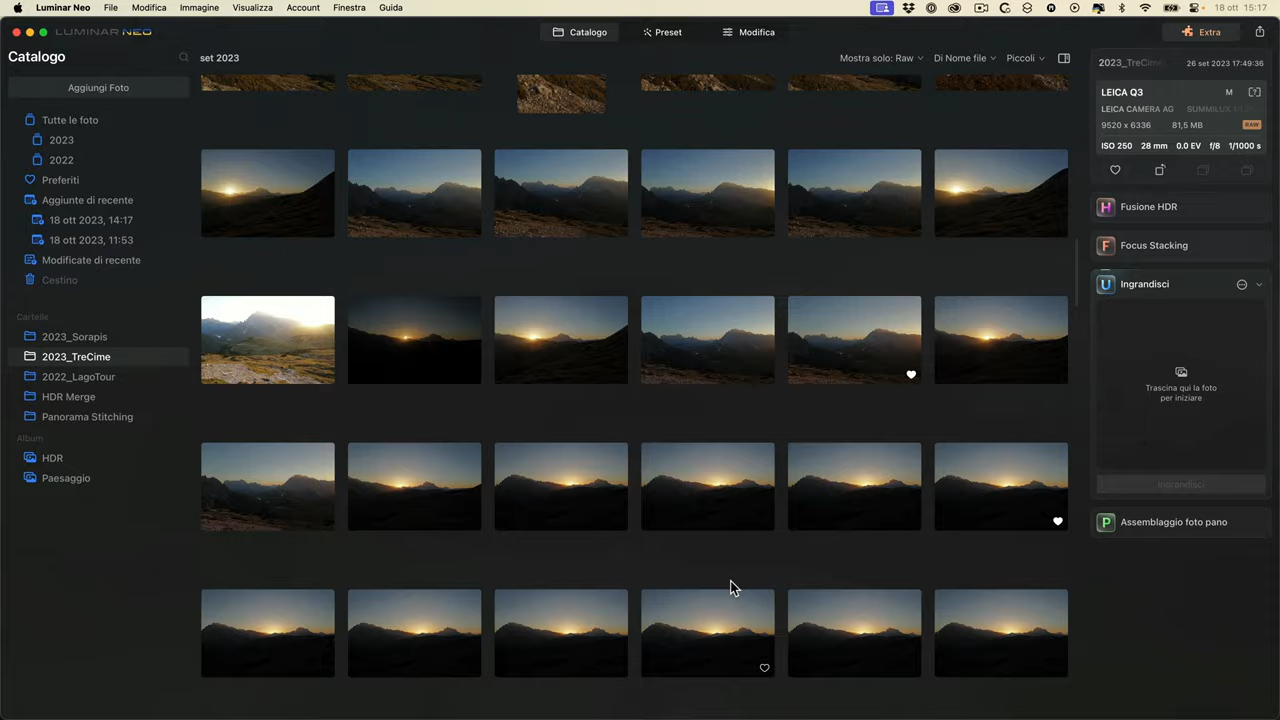 Luminar Neo File Modifica Immagine Visualizza Account Finestra Guida 18 ott 15:17
LUMINAR NEO Catalogo Preset Modifica Extra
Catalogo
set 2023 Mostra solo: Raw Di Nome file Piccoli
Aggiungi Foto
Tutte le foto
2023
2022
Preferiti
Aggiunte di recente
18 ott 2023, 14:17
18 ott 2023, 11:53
Modificate di recente
Cestino
Cartelle
2023_Sorapis
2023_TreCime
2022_LagoTour
HDR Merge
Panorama Stitching
Album
HDR
Paesaggio
2023_TreCime 26 set 2023 17:49:36
LEICA Q3 M
LEICA CAMERA AG SUMMILUX
9520 x 6336 81,5 MB RAW
ISO 250 28 mm 0.0 EV f/8 1/1000 s
H Fusione HDR
F Focus Stacking
U Ingrandisci
Trascina qui la foto
per iniziare
Ingrandisci
P Assemblaggio foto pano